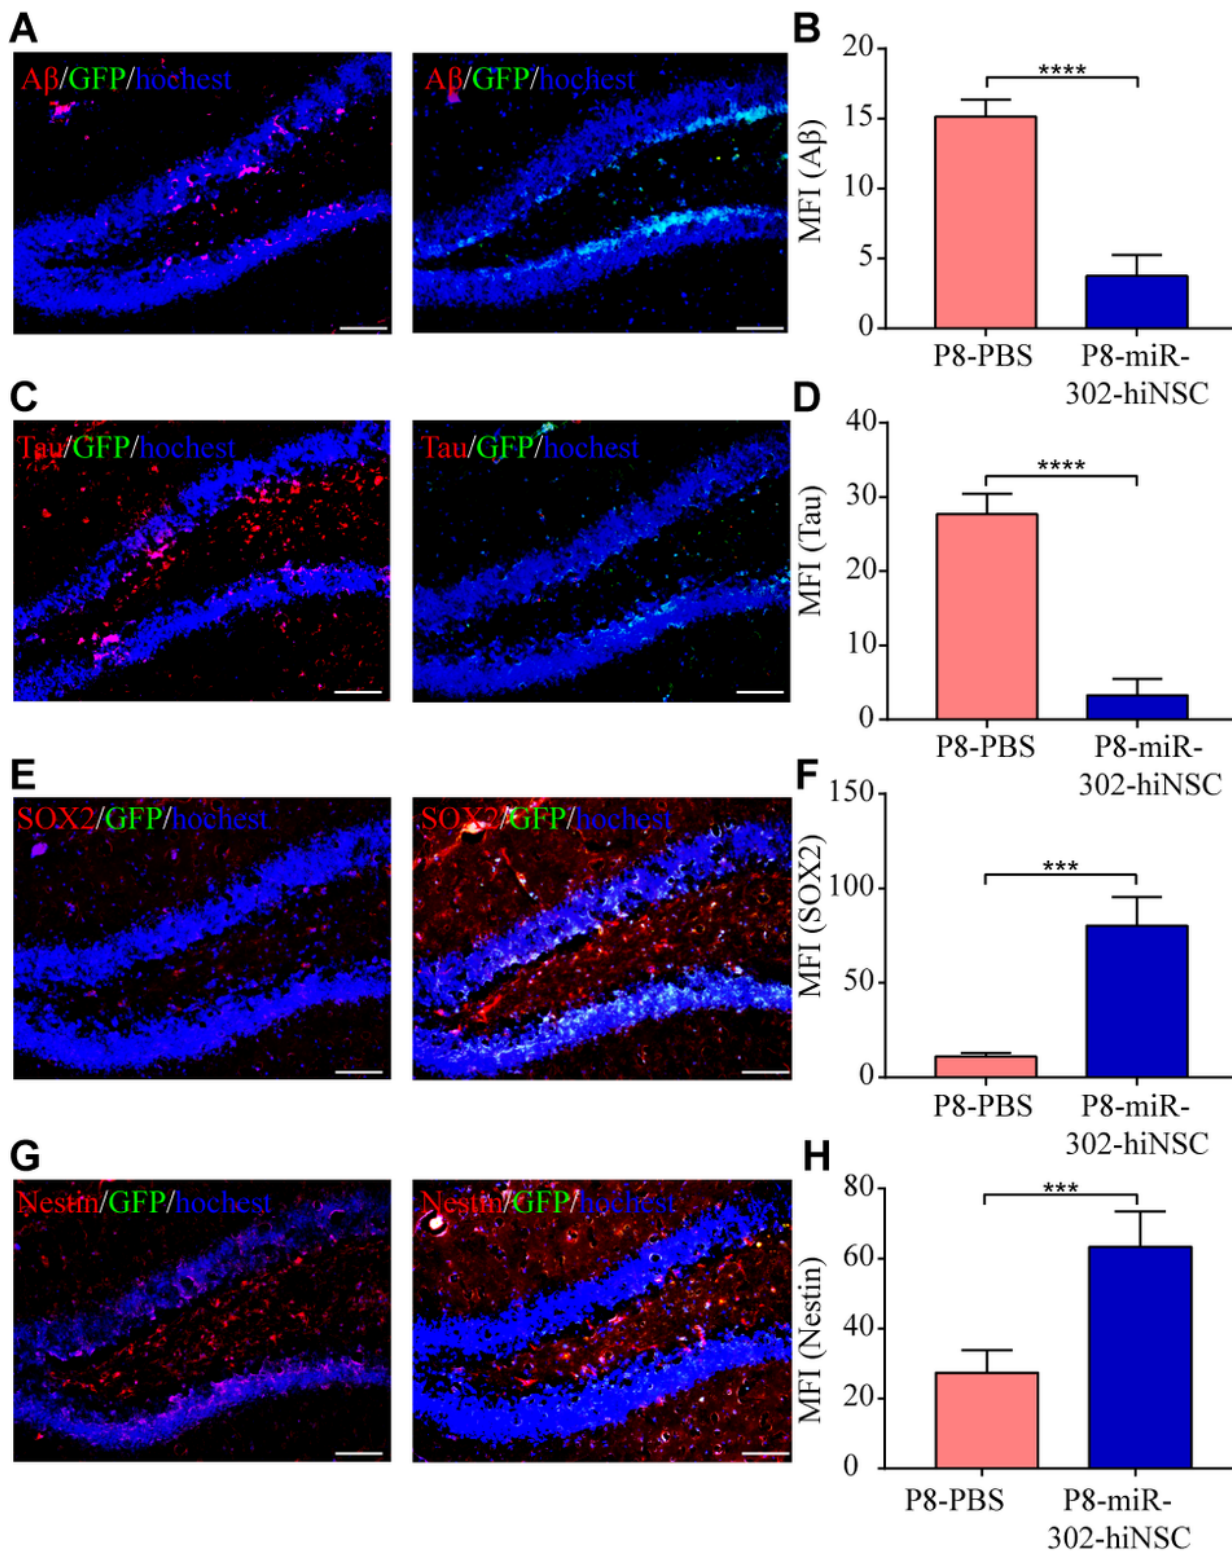 A
Aβ/GFP/hochest
Aβ/GFP/hochest
B
MFI (Aβ)
20
15
10
5
0
****
P8-PBS
P8-miR-
302-hiNSC
C
Tau/GFP/hochest
Tau/GFP/hochest
D
MFI (Tau)
40
30
20
10
0
****
P8-PBS
P8-miR-
302-hiNSC
E
SOX2/GFP/hochest
SOX2/GFP/hochest
F
MFI (SOX2)
150
100
50
0
***
P8-PBS
P8-miR-
302-hiNSC
G
Nestin/GFP/hochest
Nestin/GFP/hochest
H
MFI (Nestin)
80
60
40
20
0
***
P8-PBS
P8-miR-
302-hiNSC